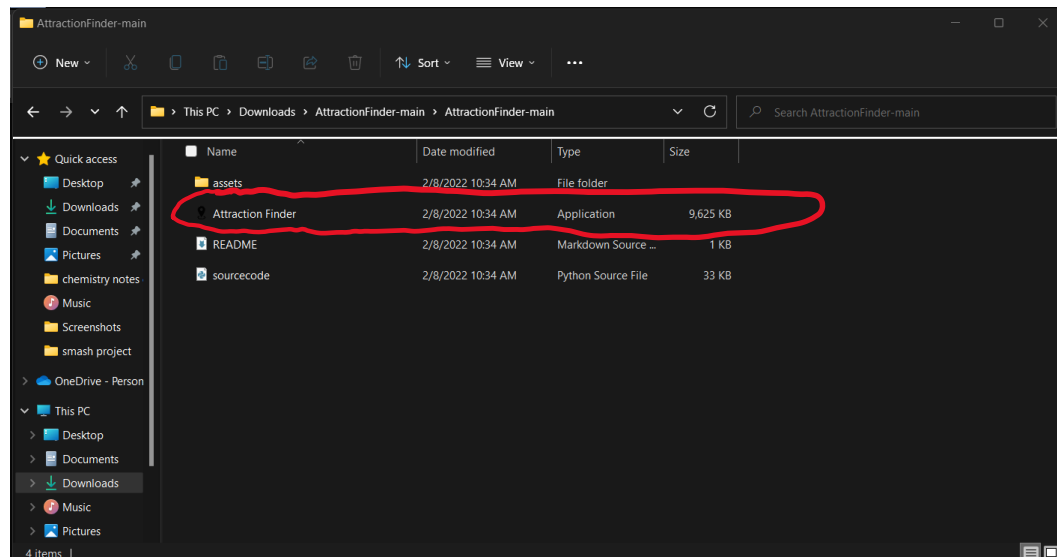 AttractionFinder-main
New
Sort
View
This PC > Downloads > AttractionFinder-main > AttractionFinder-main
Search AttractionFinder-main
Name Date modified Type Size
Quick access
Desktop
Downloads
Documents
Pictures
chemistry notes
Music
Screenshots
smash project
OneDrive - Person
This PC
Desktop
Documents
Downloads
Music
Pictures
assets 2/8/2022 10:34 AM File folder
Attraction Finder 2/8/2022 10:34 AM Application 9,625 KB
README 2/8/2022 10:34 AM Markdown Source ... 1 KB
sourcecode 2/8/2022 10:34 AM Python Source File 33 KB
4 items